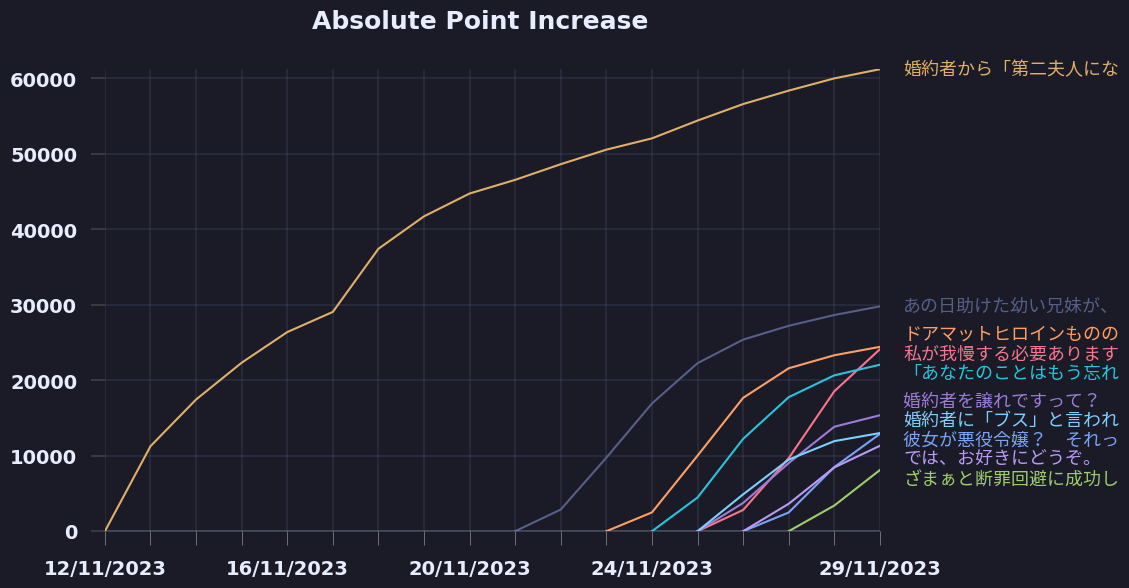 Absolute Point Increase
60000
50000
40000
30000
20000
10000
0
12/11/2023
16/11/2023
20/11/2023
24/11/2023
29/11/2023
婚約者から「第二夫人にな
あの日助けた幼い兄妹が、
ドアマットヒロインものの
私が我慢する必要あります
「あなたのことはもう忘れ
婚約者を譲れですって？
婚約者に「ブス」と言われ
彼女が悪役令嬢？　それっ
では、お好きにどうぞ。
ざまぁと断罪回避に成功し